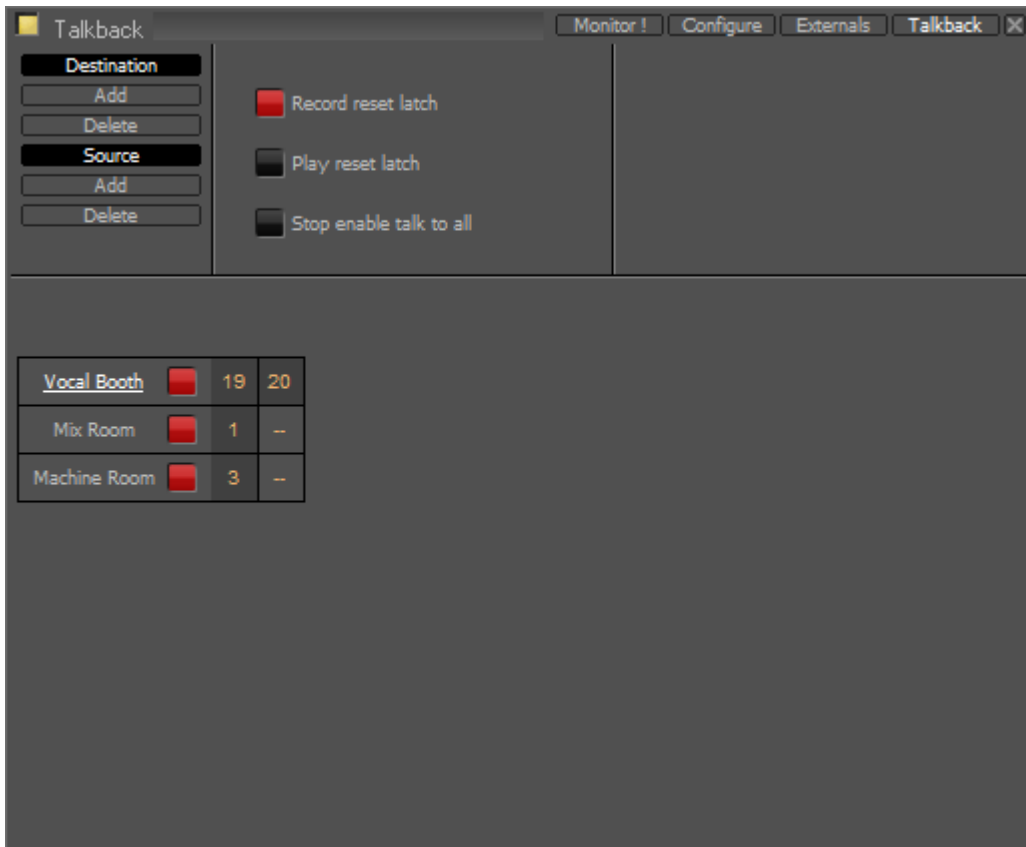 Talkback Monitor ! Configure Externals Talkback X
Destination
Add
Delete
Source
Add
Delete
Record reset latch
Play reset latch
Stop enable talk to all
Vocal Booth 19 20
Mix Room 1 --
Machine Room 3 --